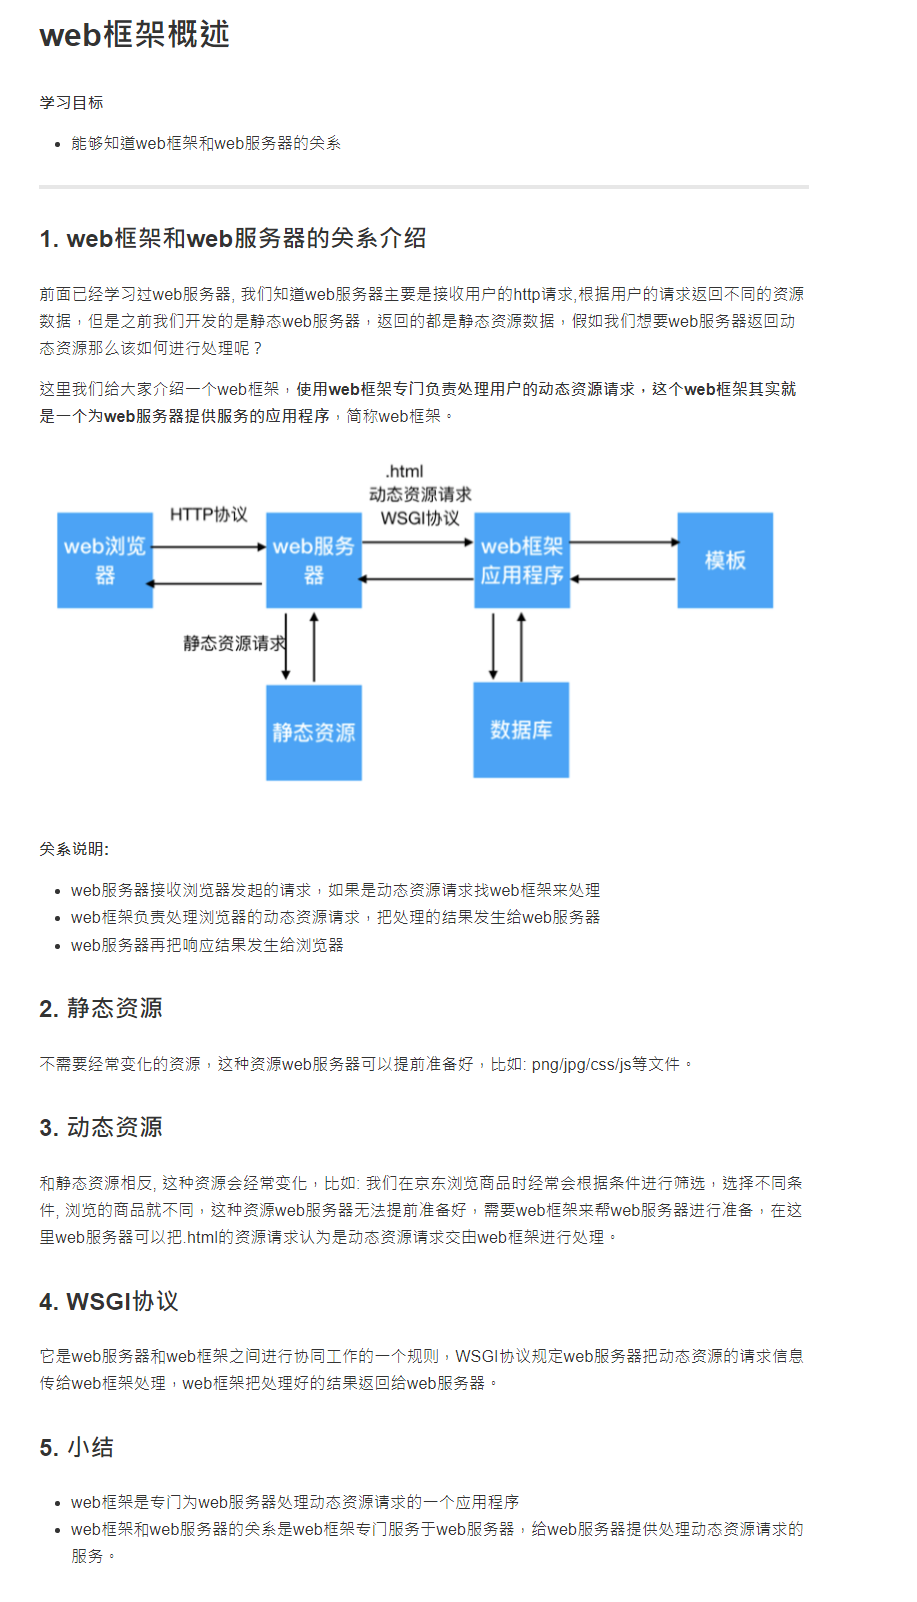 web框架概述
学习目标
能够知道web框架和web服务器的关系
1. web框架和web服务器的关系介绍
前面已经学习过web服务器, 我们知道web服务器主要是接收用户的http请求,根据用户的请求返回不同的资源
数据，但是之前我们开发的是静态web服务器，返回的都是静态资源数据，假如我们想要web服务器返回动
态资源那么该如何进行处理呢？
这里我们给大家介绍一个web框架，使用web框架专门负责处理用户的动态资源请求，这个web框架其实就
是一个为web服务器提供服务的应用程序，简称web框架。
.html
动态资源请求
WSGI协议
HTTP协议
web浏览
器
web服务
器
web框架
应用程序
模板
静态资源请求
静态资源
数据库
关系说明:
web服务器接收浏览器发起的请求，如果是动态资源请求找web框架来处理
web框架负责处理浏览器的动态资源请求，把处理的结果发生给web服务器
web服务器再把响应结果发生给浏览器
2. 静态资源
不需要经常变化的资源，这种资源web服务器可以提前准备好，比如: png/jpg/css/js等文件。
3. 动态资源
和静态资源相反, 这种资源会经常变化，比如: 我们在京东浏览商品时经常会根据条件进行筛选，选择不同条
件, 浏览的商品就不同，这种资源web服务器无法提前准备好，需要web框架来帮web服务器进行准备，在这
里web服务器可以把.html的资源请求认为是动态资源请求交由web框架进行处理。
4. WSGI协议
它是web服务器和web框架之间进行协同工作的一个规则，WSGI协议规定web服务器把动态资源的请求信息
传给web框架处理，web框架把处理好的结果返回给web服务器。
5. 小结
web框架是专门为web服务器处理动态资源请求的一个应用程序
web框架和web服务器的关系是web框架专门服务于web服务器，给web服务器提供处理动态资源请求的
服务。